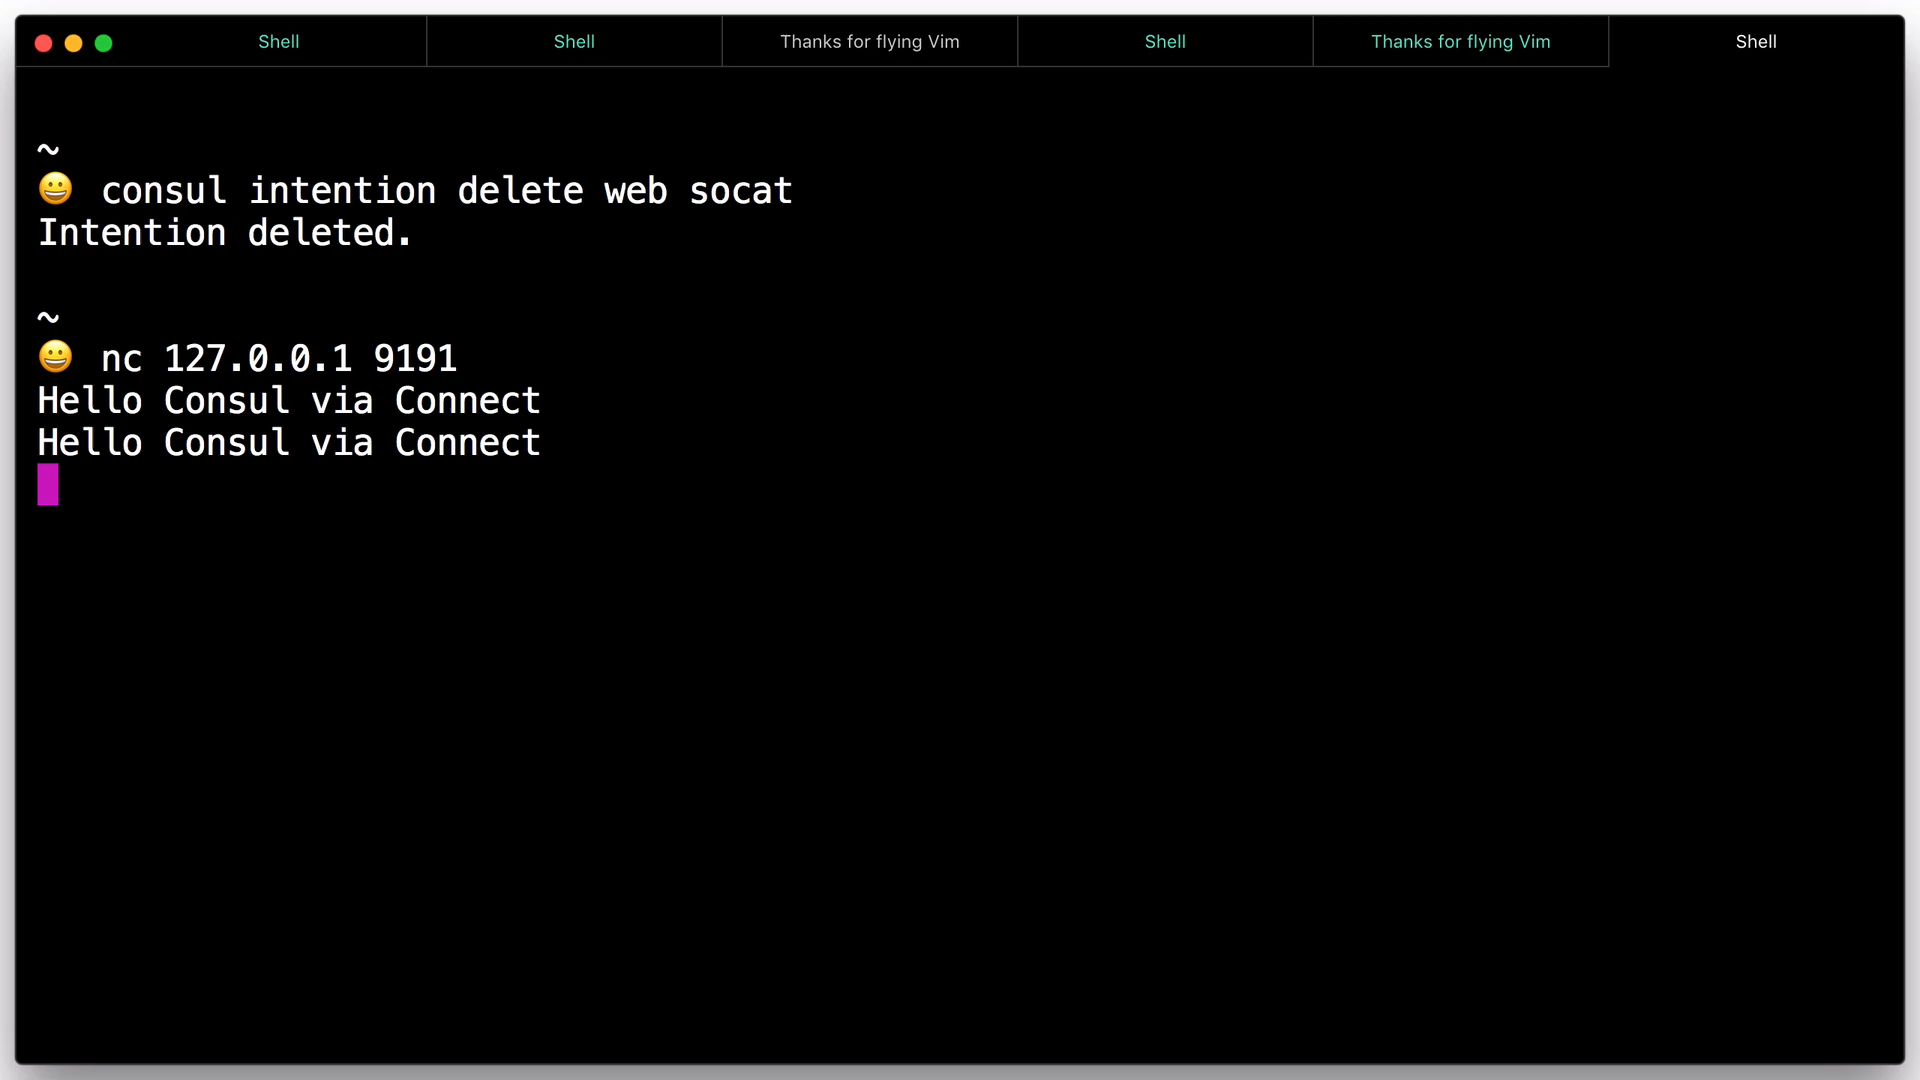 Shell
Shell
Thanks for flying Vim
Shell
Thanks for flying Vim
Shell
~
😀 consul intention delete web socat
Intention deleted.
~
😀 nc 127.0.0.1 9191
Hello Consul via Connect
Hello Consul via Connect